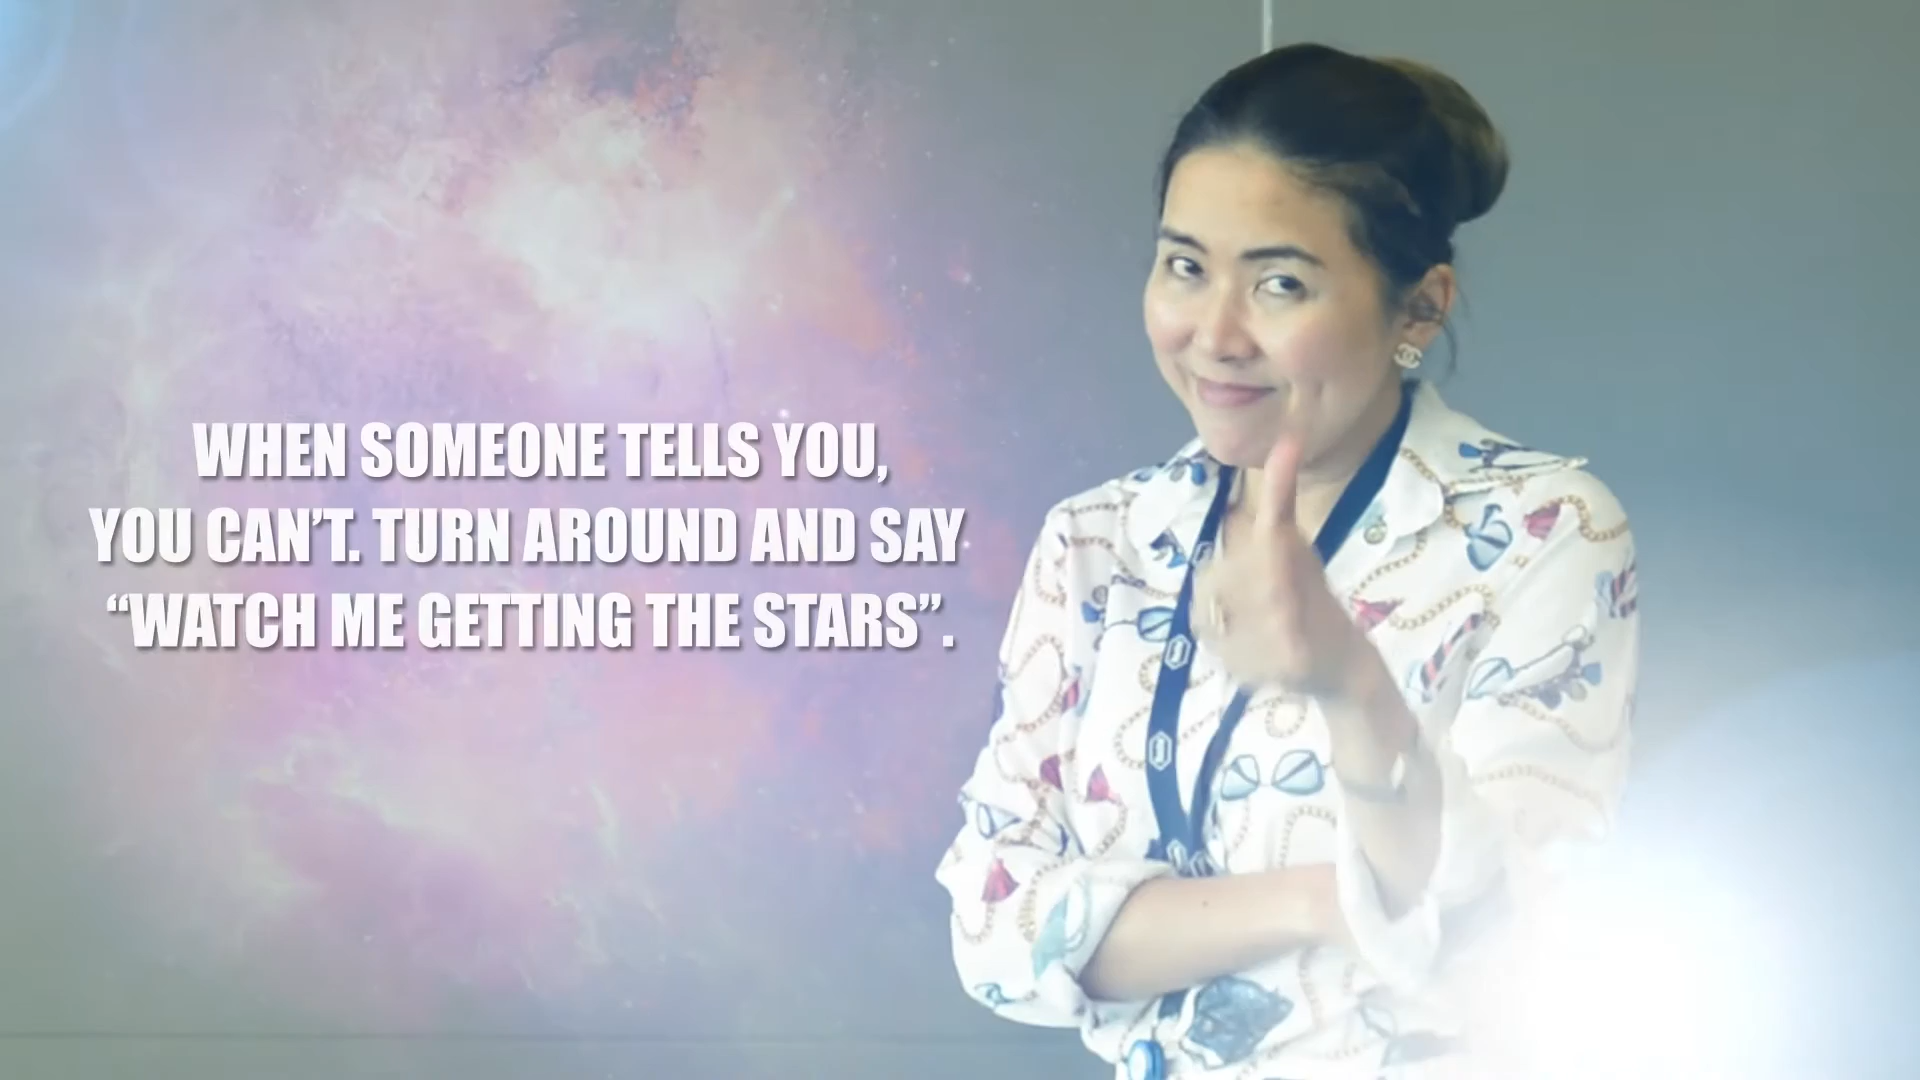 WHEN SOMEONE TELLS YOU,
YOU CAN’T. TURN AROUND AND SAY
“WATCH ME GETTING THE STARS”.